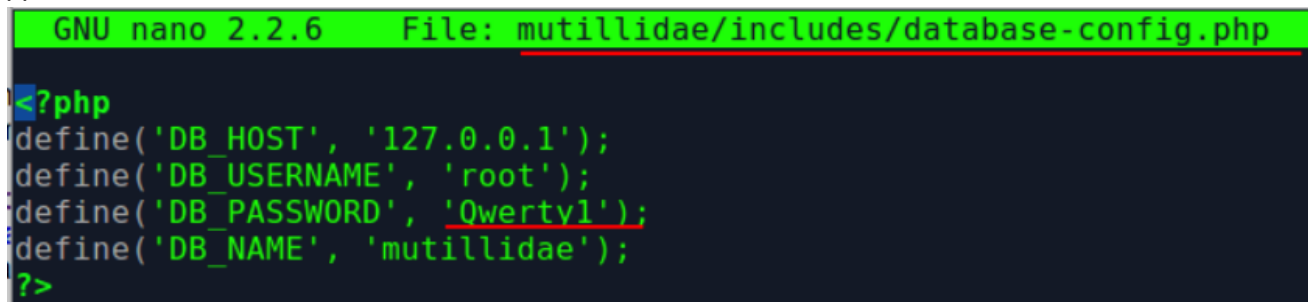 GNU nano 2.2.6 File: mutillidae/includes/database-config.php
<?php
define('DB_HOST', '127.0.0.1');
define('DB_USERNAME', 'root');
define('DB_PASSWORD', 'Qwerty1');
define('DB_NAME', 'mutillidae');
?>